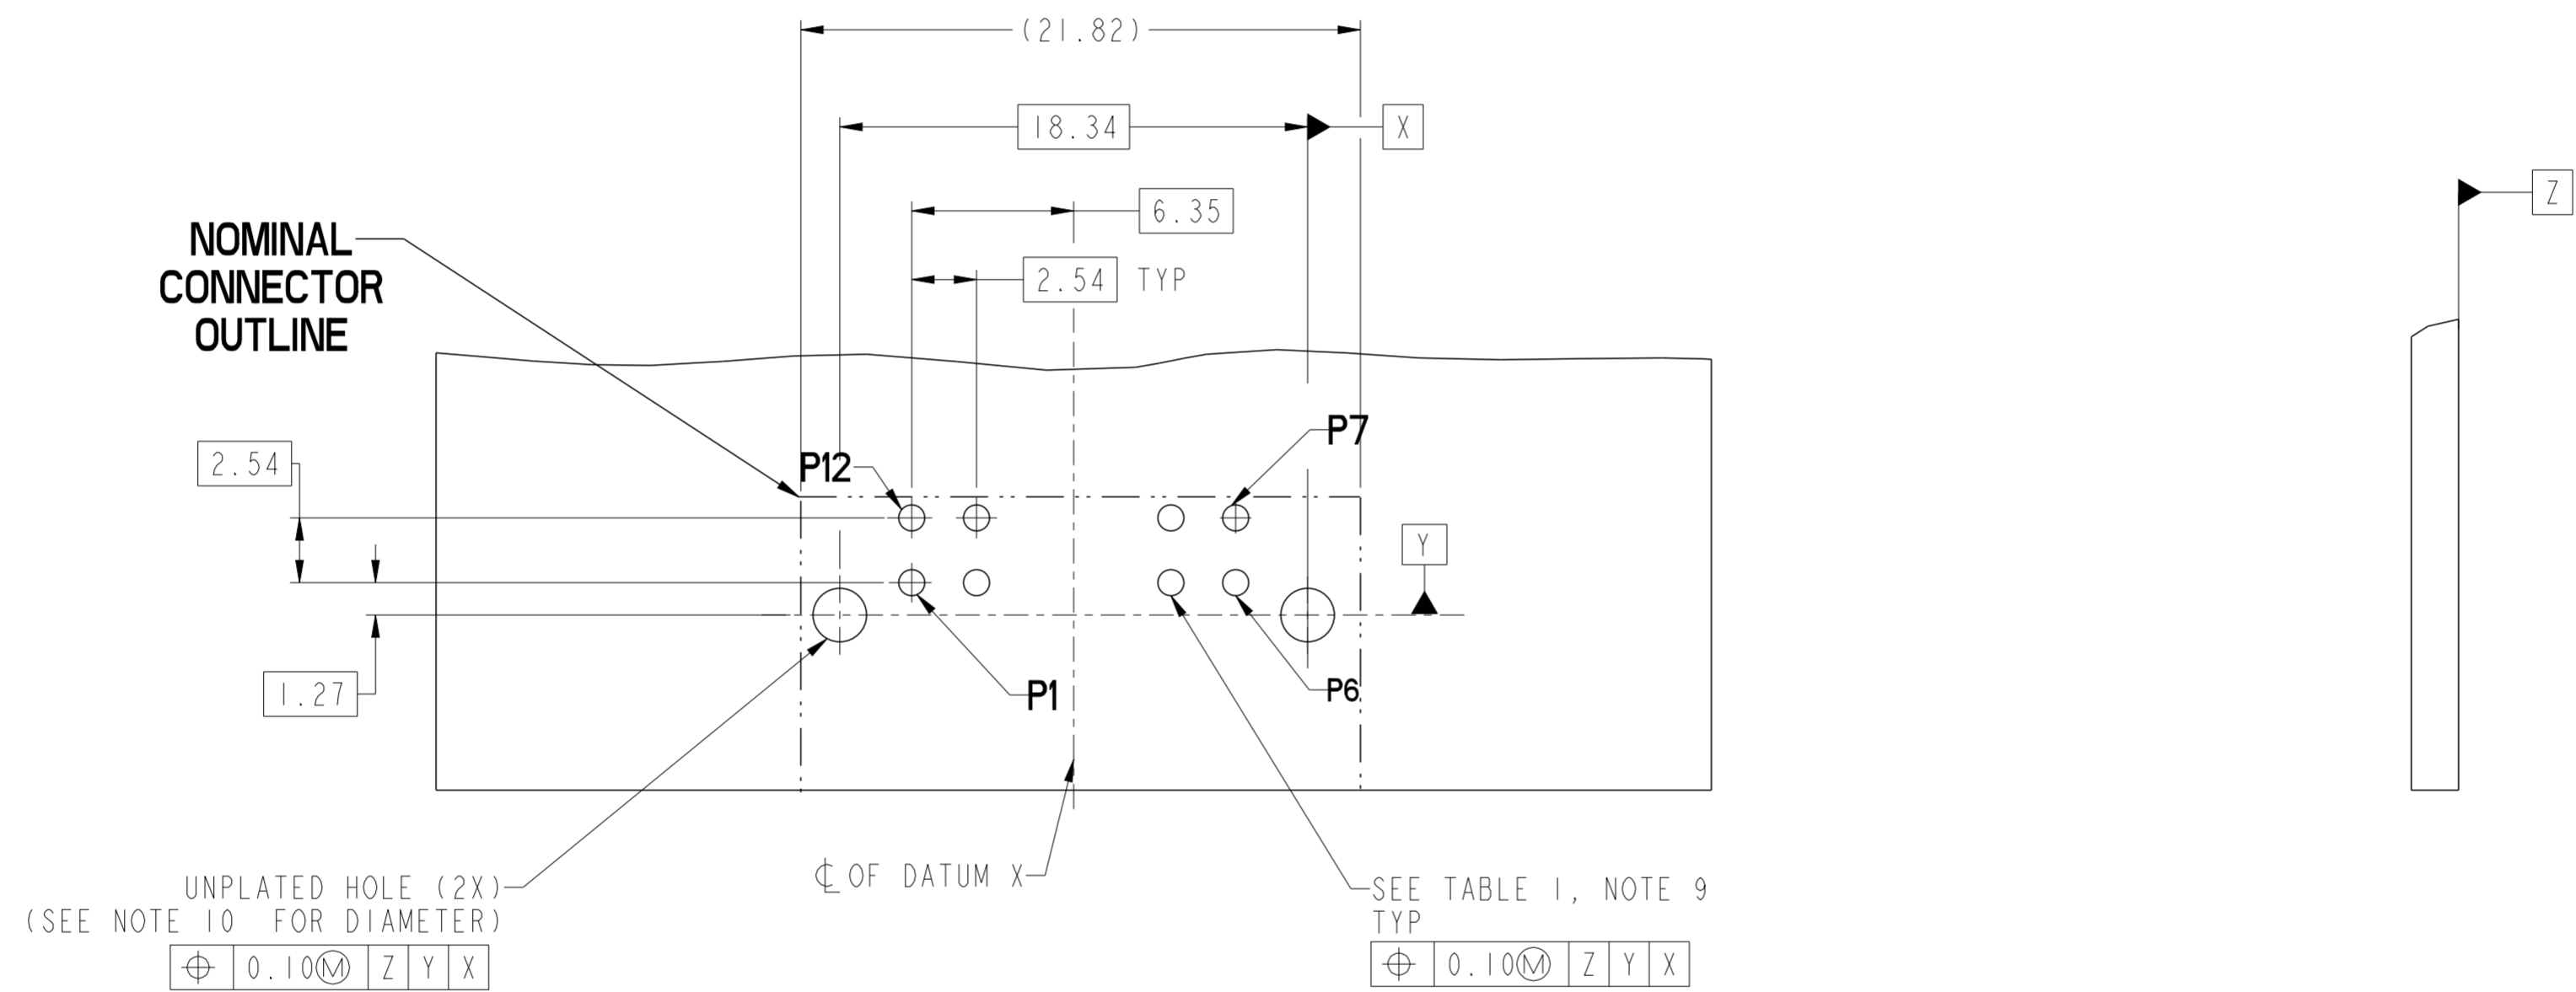 (21.82)
18.34
X
6.35
Z
2.54 TYP
NOMINAL
CONNECTOR
OUTLINE
P7
2.54
P12
Y
1.27
P1
P6
℄ OF DATUM X
UNPLATED HOLE (2X)
(SEE NOTE 10 FOR DIAMETER)
⌖ 0.10Ⓜ Z Y X
SEE TABLE 1, NOTE 9
TYP
⌖ 0.10Ⓜ Z Y X